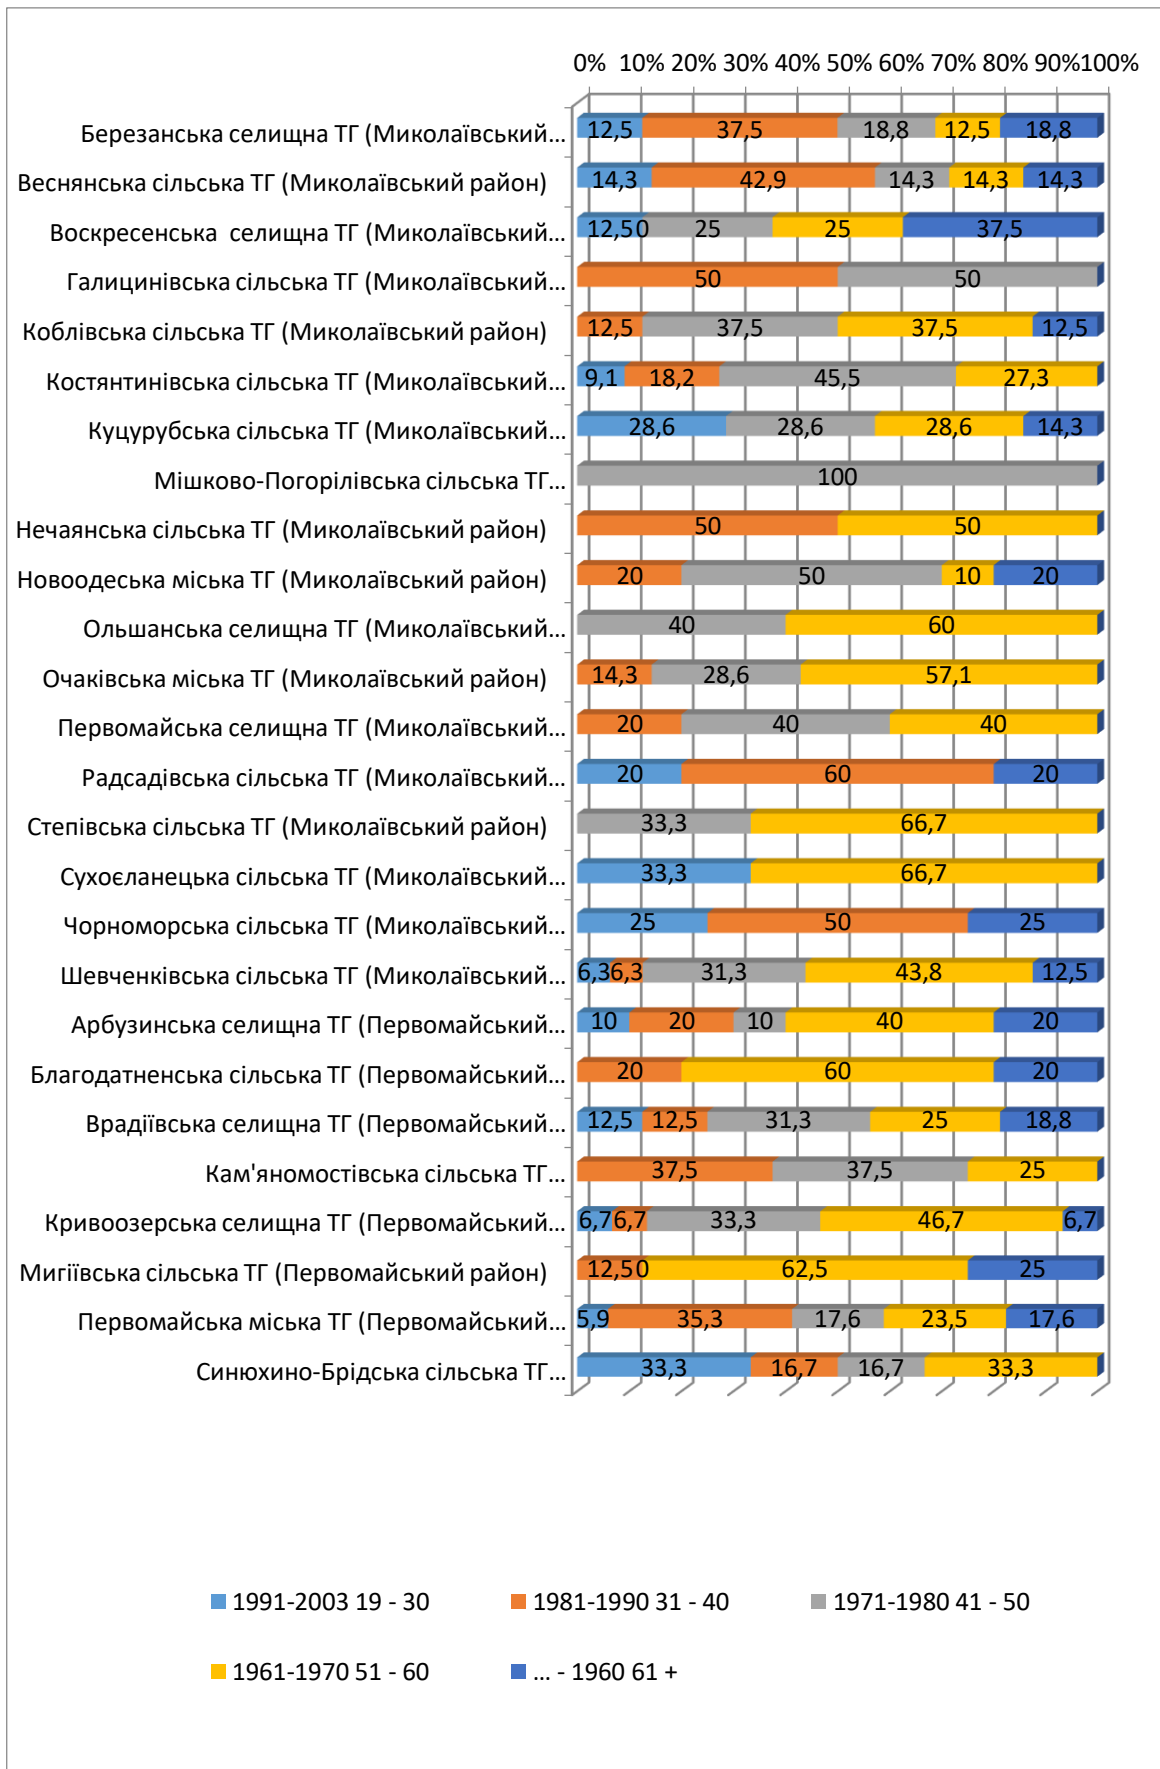 0% 10% 20% 30% 40% 50% 60% 70% 80% 90%100%
Березанська селищна ТГ (Миколаївський... 12,5 37,5 18,8 12,5 18,8
Веснянська сільська ТГ (Миколаївський район) 14,3 42,9 14,3 14,3 14,3
Воскресенська селищна ТГ (Миколаївський... 12,5 0 25 25 37,5
Галицинівська сільська ТГ (Миколаївський... 50 50
Коблівська сільська ТГ (Миколаївський район) 12,5 37,5 37,5 12,5
Костянтинівська сільська ТГ (Миколаївський... 9,1 18,2 45,5 27,3
Куцурубська сільська ТГ (Миколаївський... 28,6 28,6 28,6 14,3
Мішково-Погорілівська сільська ТГ... 100
Нечаянська сільська ТГ (Миколаївський район) 50 50
Новоодеська міська ТГ (Миколаївський район) 20 50 10 20
Ольшанська селищна ТГ (Миколаївський... 40 60
Очаківська міська ТГ (Миколаївський район) 14,3 28,6 57,1
Первомайська селищна ТГ (Миколаївський... 20 40 40
Радсадівська сільська ТГ (Миколаївський... 20 60 20
Степівська сільська ТГ (Миколаївський район) 33,3 66,7
Сухоєланецька сільська ТГ (Миколаївський... 33,3 66,7
Чорноморська сільська ТГ (Миколаївський... 25 50 25
Шевченківська сільська ТГ (Миколаївський... 6,3 6,3 31,3 43,8 12,5
Арбузинська селищна ТГ (Первомайський... 10 20 10 40 20
Благодатненська сільська ТГ (Первомайський... 20 60 20
Врадіївська селищна ТГ (Первомайський... 12,5 12,5 31,3 25 18,8
Кам'яномостівська сільська ТГ... 37,5 37,5 25
Кривоозерська селищна ТГ (Первомайський... 6,7 6,7 33,3 46,7 6,7
Мигіївська сільська ТГ (Первомайський район) 12,5 0 62,5 25
Первомайська міська ТГ (Первомайський... 5,9 35,3 17,6 23,5 17,6
Синюхино-Брідська сільська ТГ... 33,3 16,7 16,7 33,3
1991-2003 19 - 30 1981-1990 31 - 40 1971-1980 41 - 50
1961-1970 51 - 60 ... - 1960 61 +